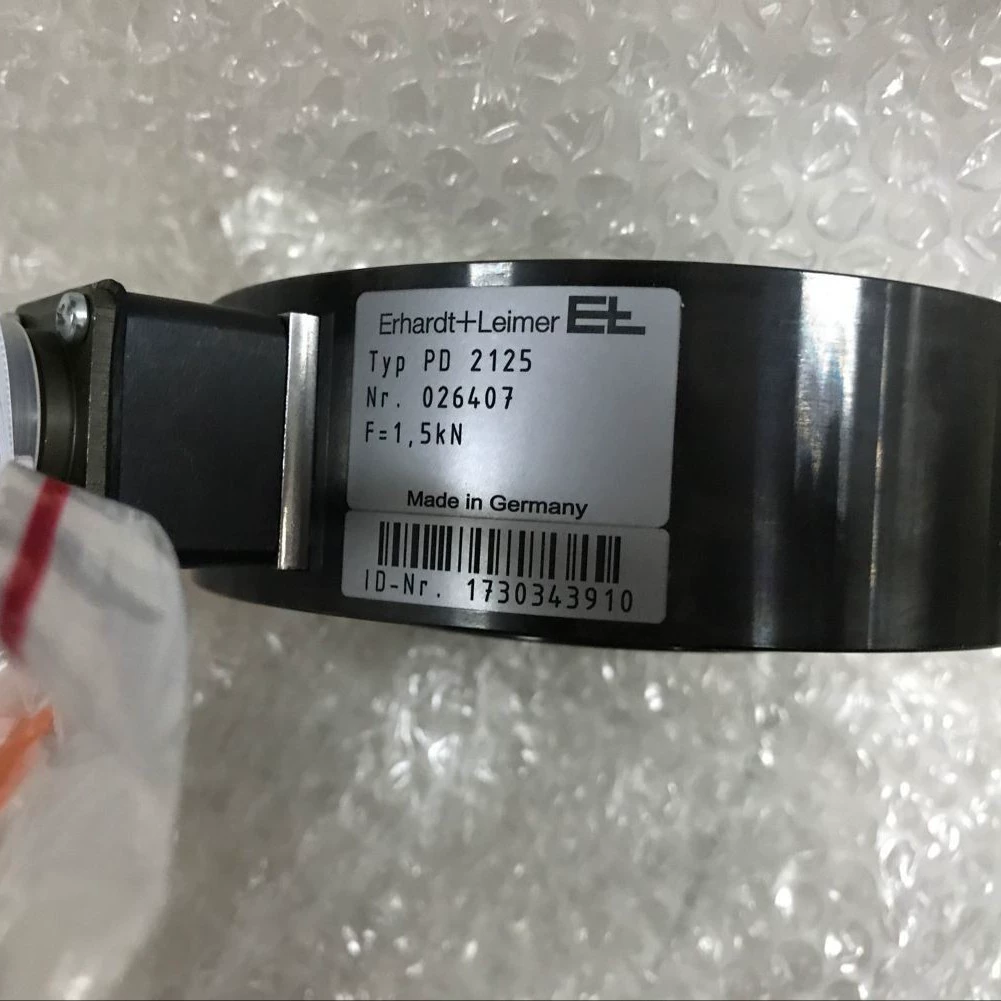 Erhardt+Leimer E+L
Typ PD 2125
Nr. 026407
F=1,5kN
Made in Germany
ID-Nr. 1730343910